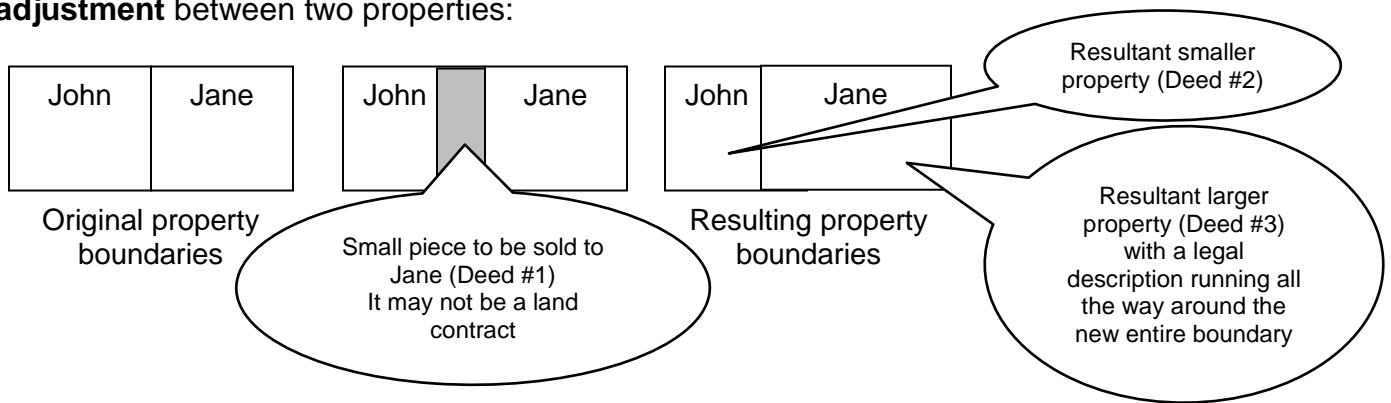 adjustment between two properties:
John
Jane
John
Jane
John
Jane
Resultant smaller
property (Deed #2)
Original property
boundaries
Small piece to be sold to
Jane (Deed #1)
It may not be a land
contract
Resulting property
boundaries
Resultant larger
property (Deed #3)
with a legal
description running all
the way around the
new entire boundary